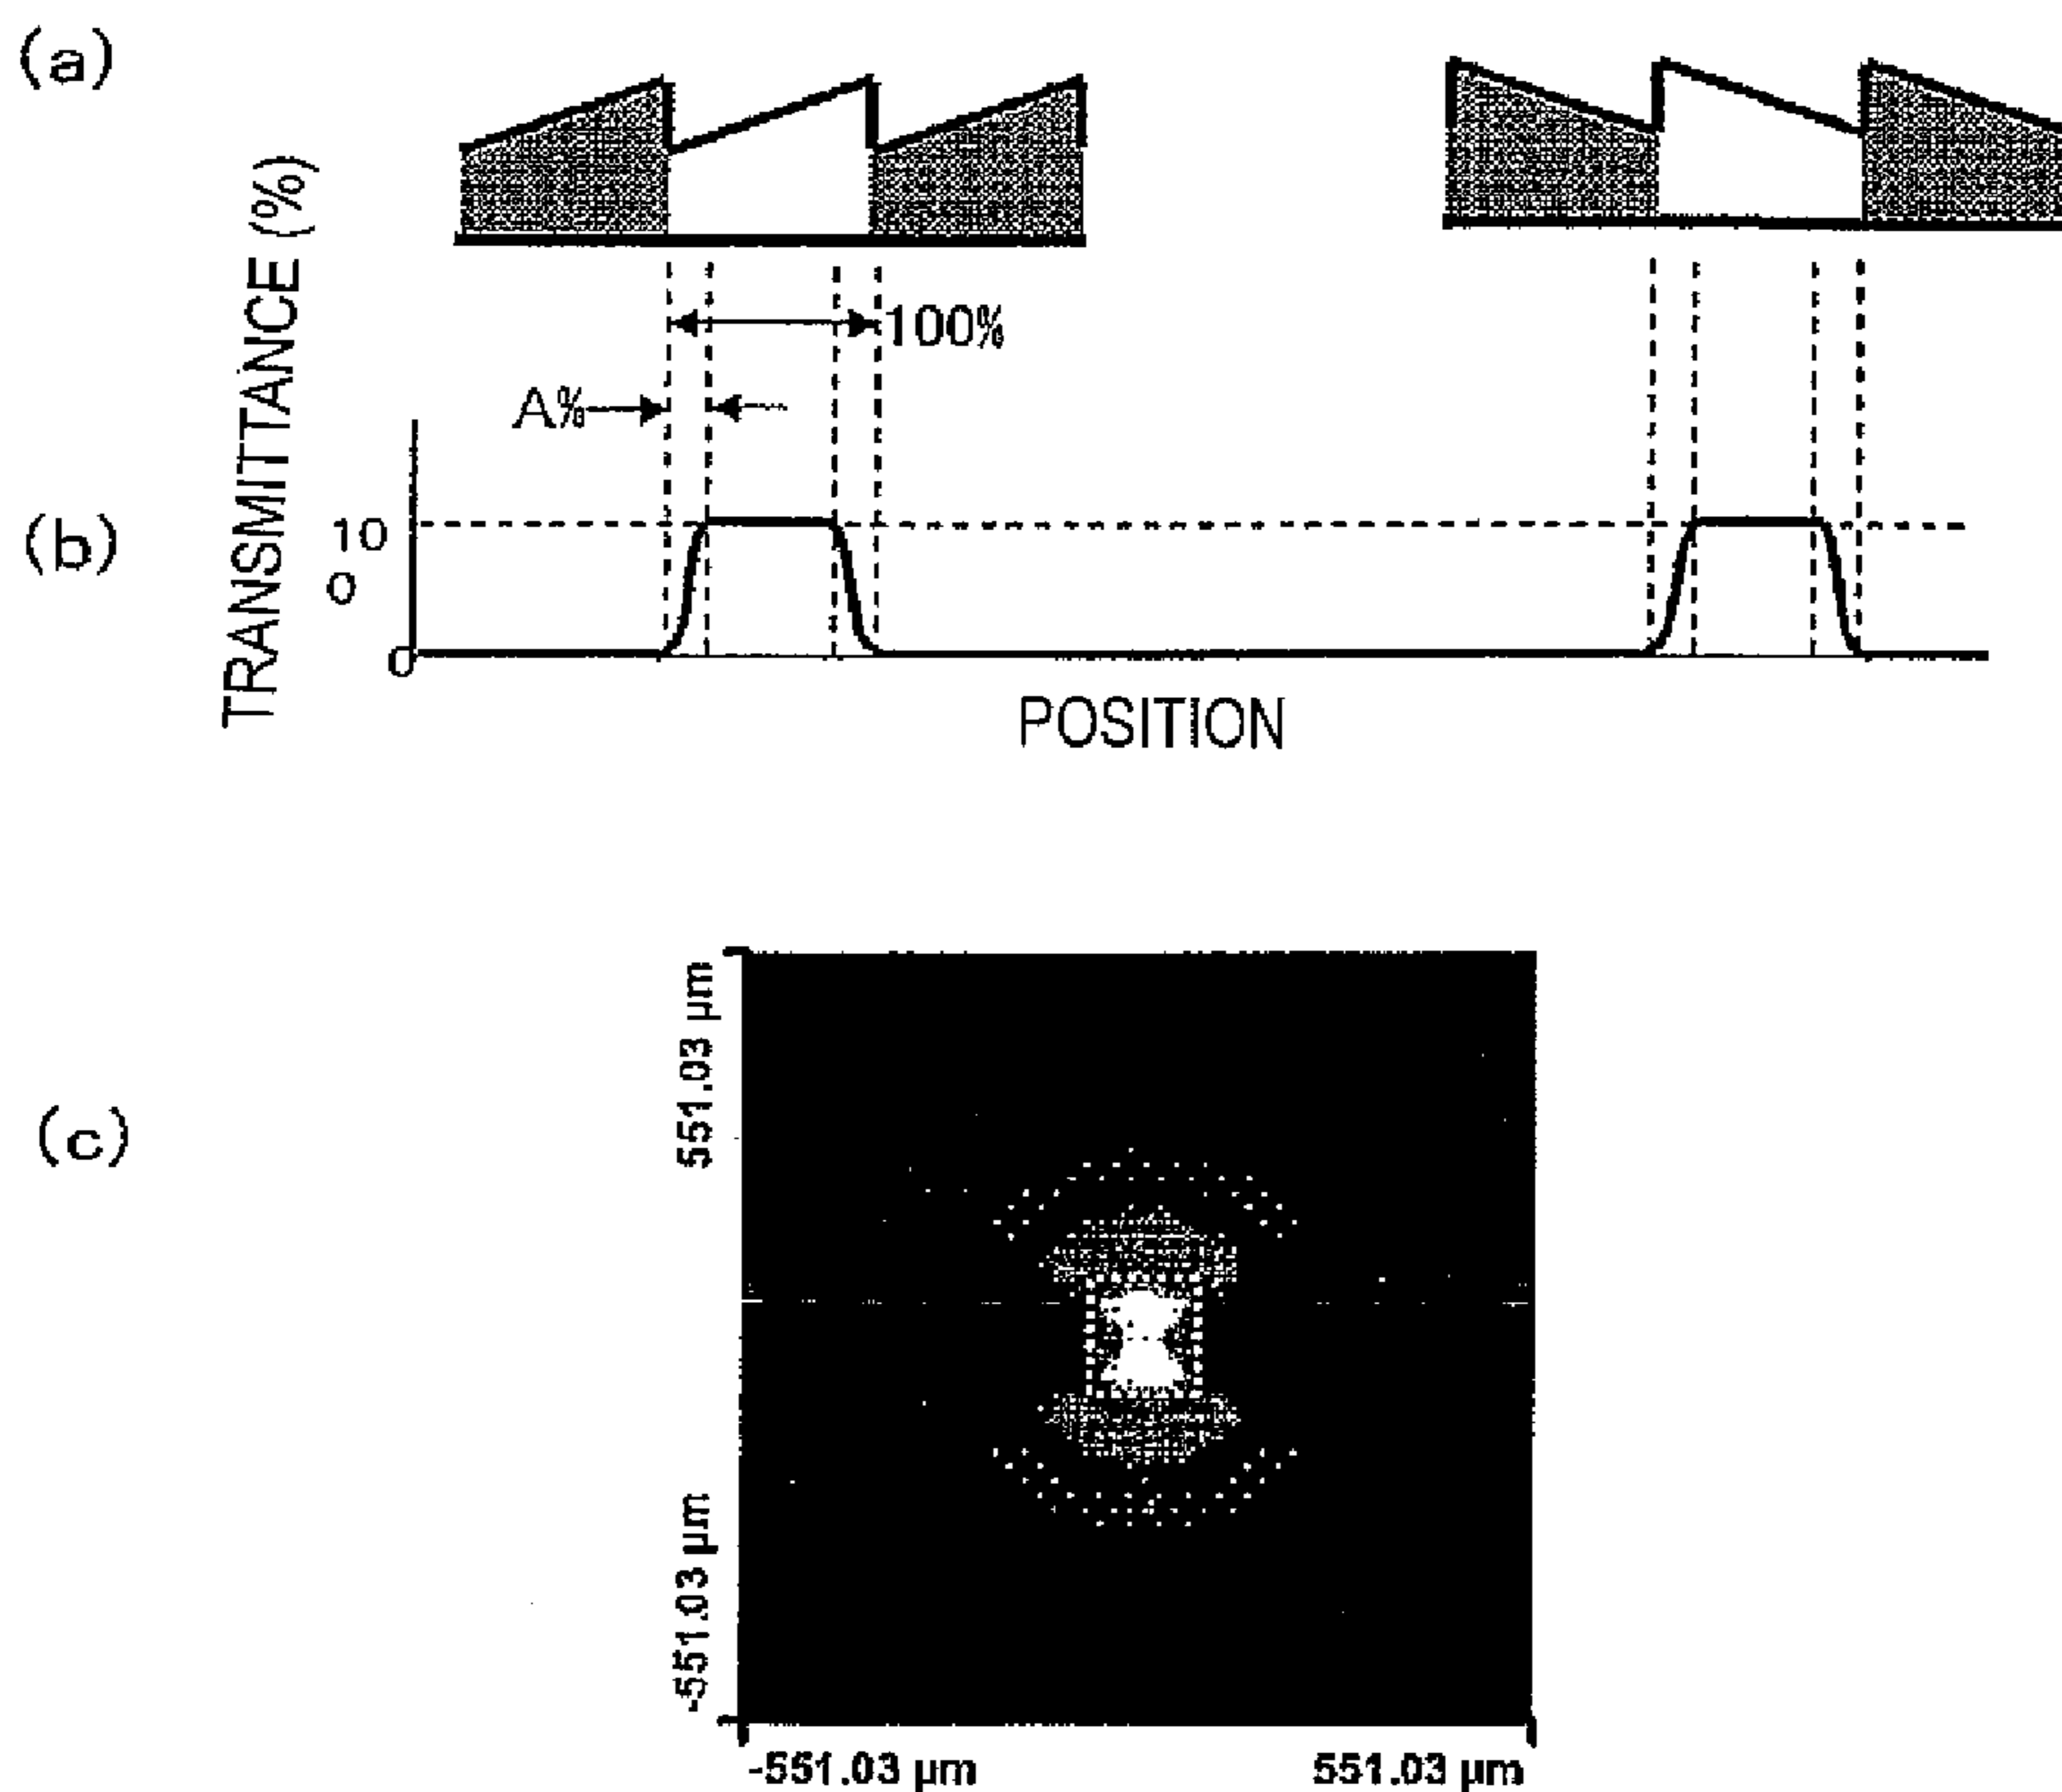 (a)
100%
A%
TRANSMITTANCE (%)
(b)
10
0
0
POSITION
(c)
551.03 μm
-551.03 μm
-551.03 μm
551.03 μm